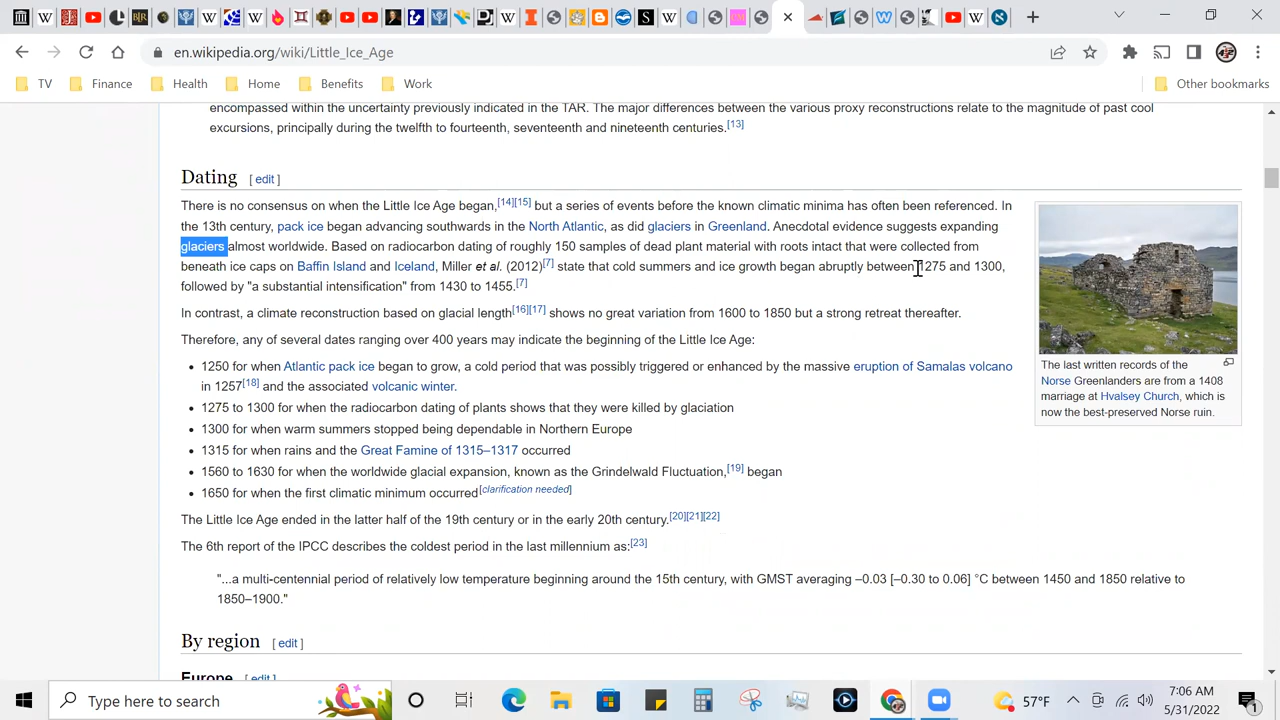 en.wikipedia.org/wiki/Little_Ice_Age
TV Finance Health Home Benefits Work Other bookmarks
encompassed within the uncertainty previously indicated in the TAR. The major differences between the various proxy reconstructions relate to the magnitude of past cool
excursions, principally during the twelfth to fourteenth, seventeenth and nineteenth centuries.[13]
Dating [ edit ]
There is no consensus on when the Little Ice Age began,[14][15] but a series of events before the known climatic minima has often been referenced. In
the 13th century, pack ice began advancing southwards in the North Atlantic, as did glaciers in Greenland. Anecdotal evidence suggests expanding
glaciers almost worldwide. Based on radiocarbon dating of roughly 150 samples of dead plant material with roots intact that were collected from
beneath ice caps on Baffin Island and Iceland, Miller et al. (2012)[7] state that cold summers and ice growth began abruptly between 1275 and 1300,
followed by "a substantial intensification" from 1430 to 1455.[7]
In contrast, a climate reconstruction based on glacial length[16][17] shows no great variation from 1600 to 1850 but a strong retreat thereafter.
Therefore, any of several dates ranging over 400 years may indicate the beginning of the Little Ice Age:
• 1250 for when Atlantic pack ice began to grow, a cold period that was possibly triggered or enhanced by the massive eruption of Samalas volcano
in 1257[18] and the associated volcanic winter.
• 1275 to 1300 for when the radiocarbon dating of plants shows that they were killed by glaciation
• 1300 for when warm summers stopped being dependable in Northern Europe
• 1315 for when rains and the Great Famine of 1315–1317 occurred
• 1560 to 1630 for when the worldwide glacial expansion, known as the Grindelwald Fluctuation,[19] began
• 1650 for when the first climatic minimum occurred[clarification needed]
The Little Ice Age ended in the latter half of the 19th century or in the early 20th century.[20][21][22]
The 6th report of the IPCC describes the coldest period in the last millennium as:[23]
"...a multi-centennial period of relatively low temperature beginning around the 15th century, with GMST averaging –0.03 [–0.30 to 0.06] °C between 1450 and 1850 relative to
1850–1900."
The last written records of the
Norse Greenlanders are from a 1408
marriage at Hvalsey Church, which is
now the best-preserved Norse ruin.
By region [ edit ]
Europe [ edit ]
Type here to search
57°F
7:06 AM
5/31/2022
1